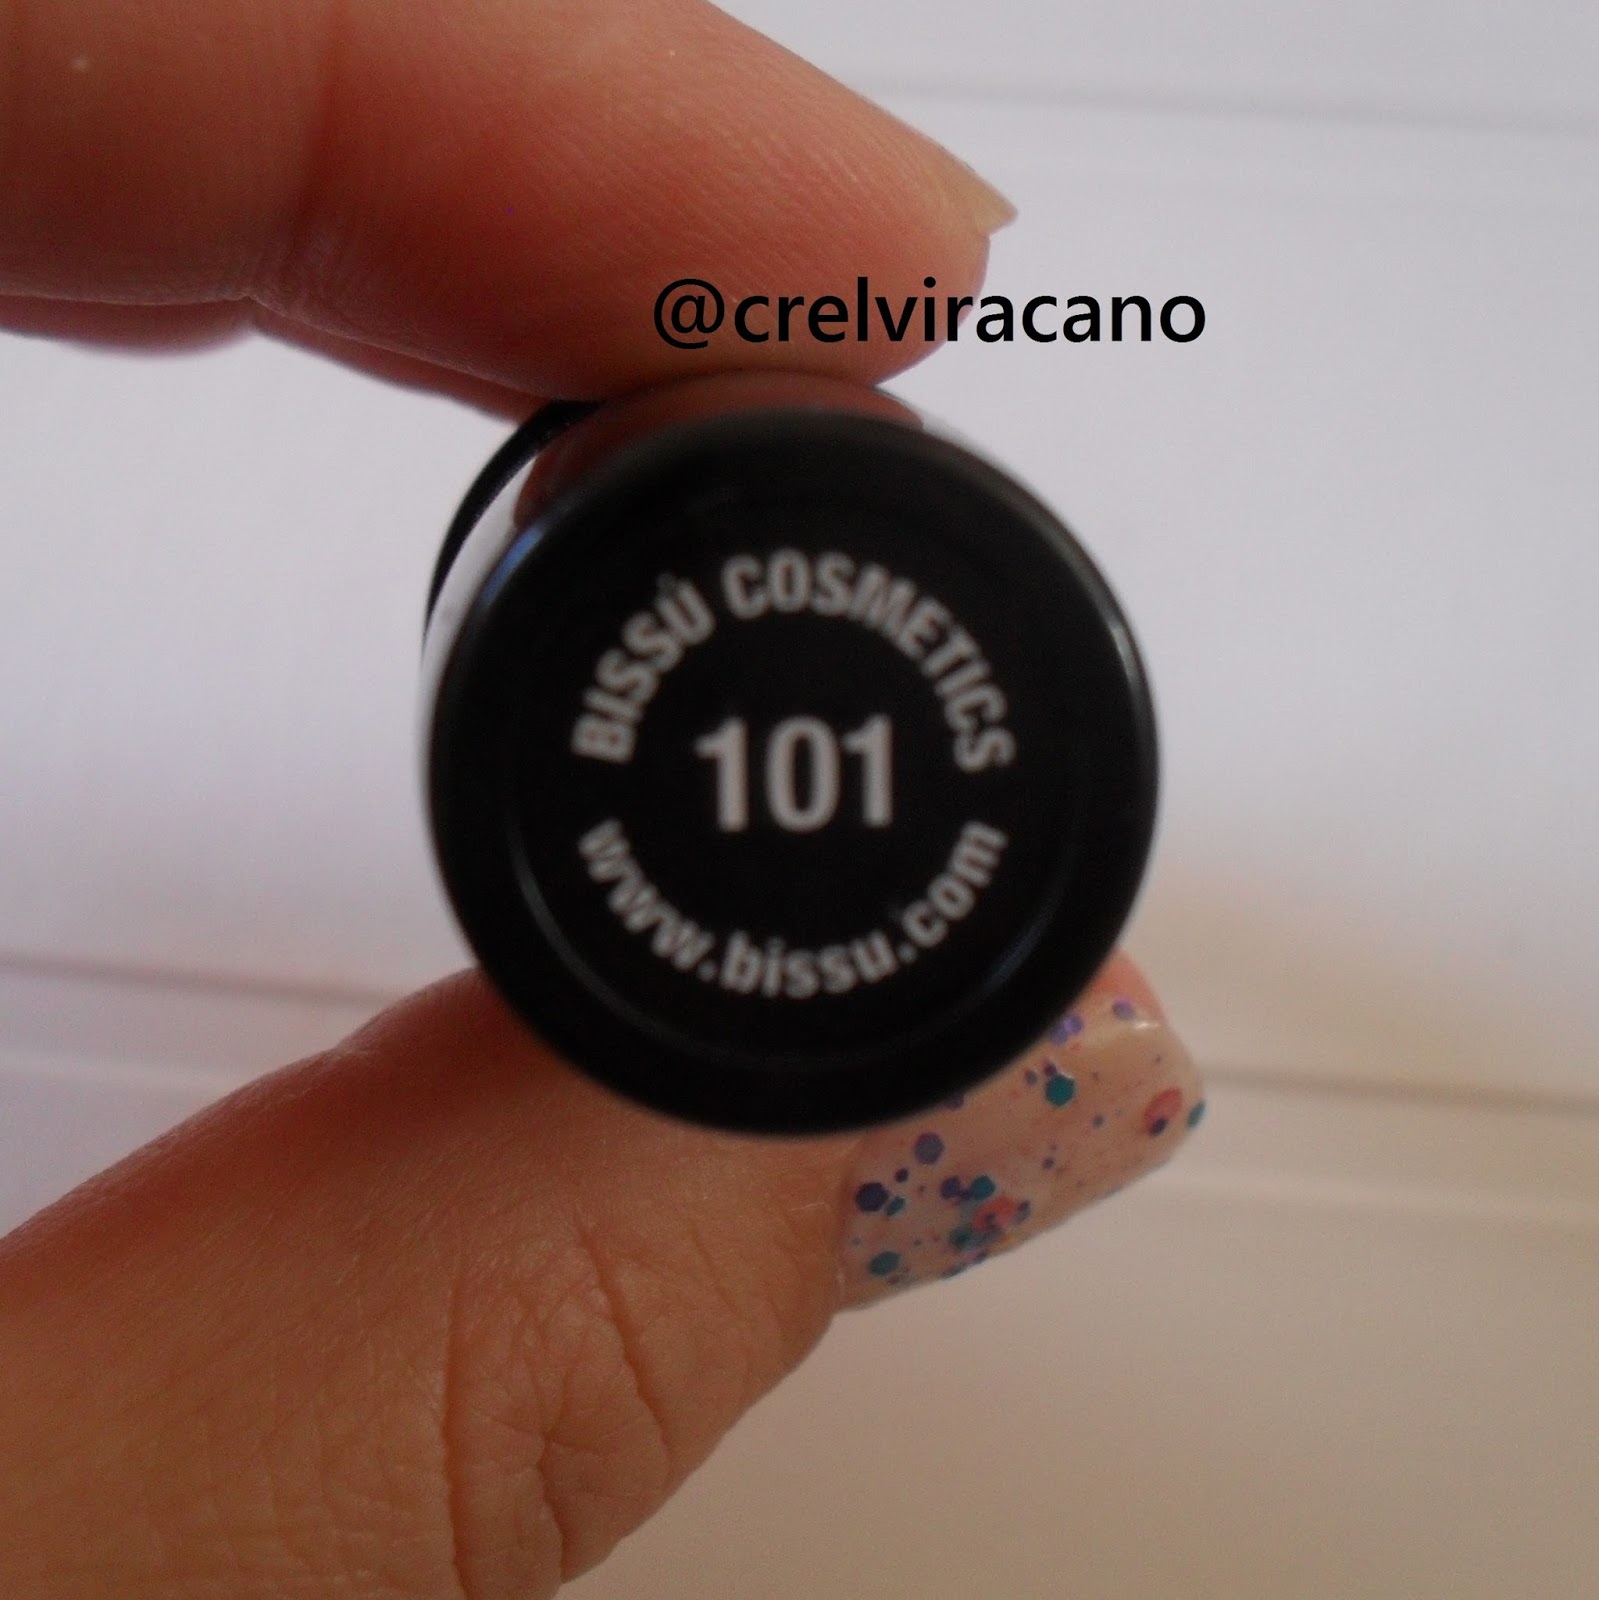 @crelviracano
BISSÚ COSMETICS
101
www.bissu.com